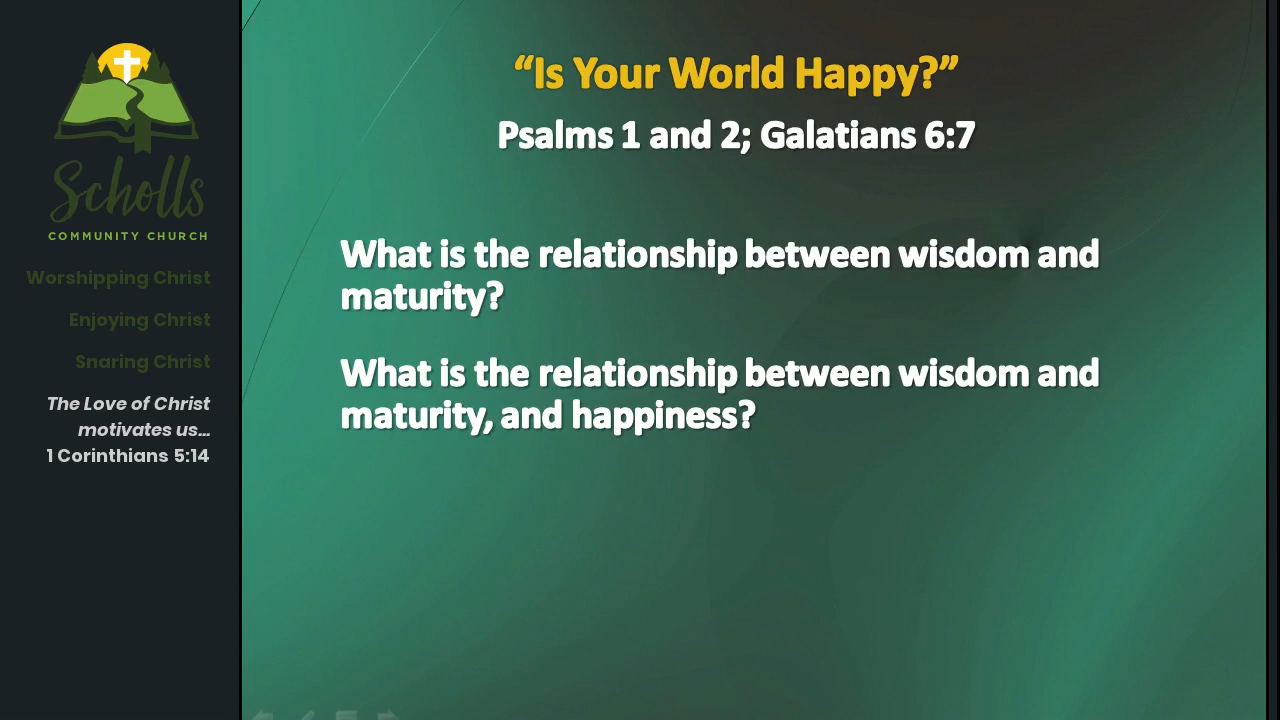 Scholls
COMMUNITY CHURCH
Worshipping Christ
Enjoying Christ
Snaring Christ
The Love of Christ
motivates us...
1 Corinthians 5:14
“Is Your World Happy?”
Psalms 1 and 2; Galatians 6:7
What is the relationship between wisdom and
maturity?
What is the relationship between wisdom and
maturity, and happiness?